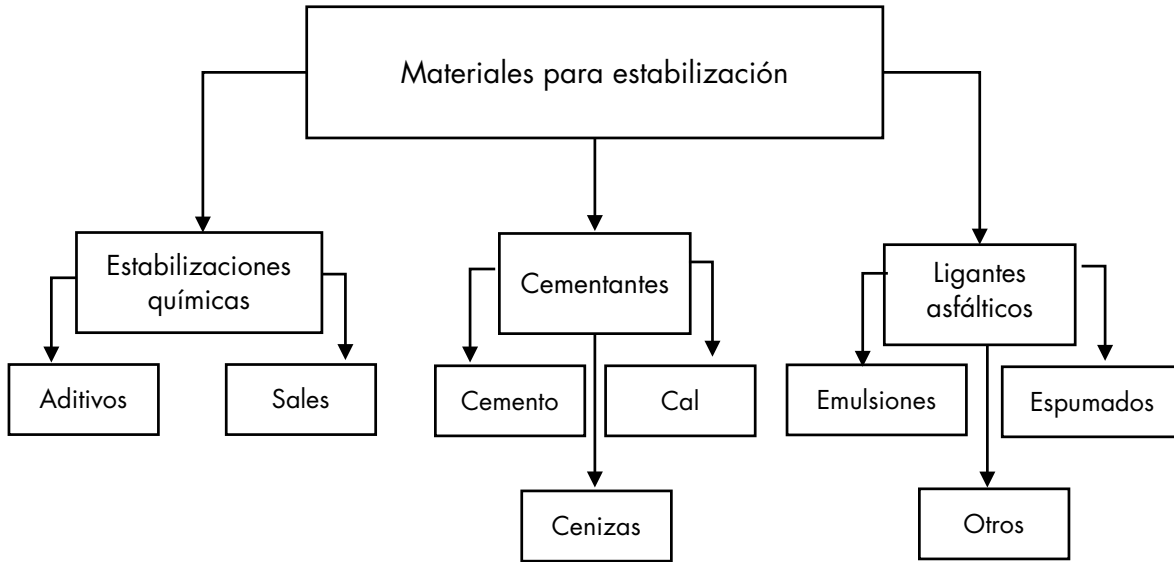 Materiales para estabilización
Estabilizaciones
químicas
Cementantes
Ligantes
asfálticos
Aditivos
Sales
Cemento
Cal
Emulsiones
Espumados
Cenizas
Otros